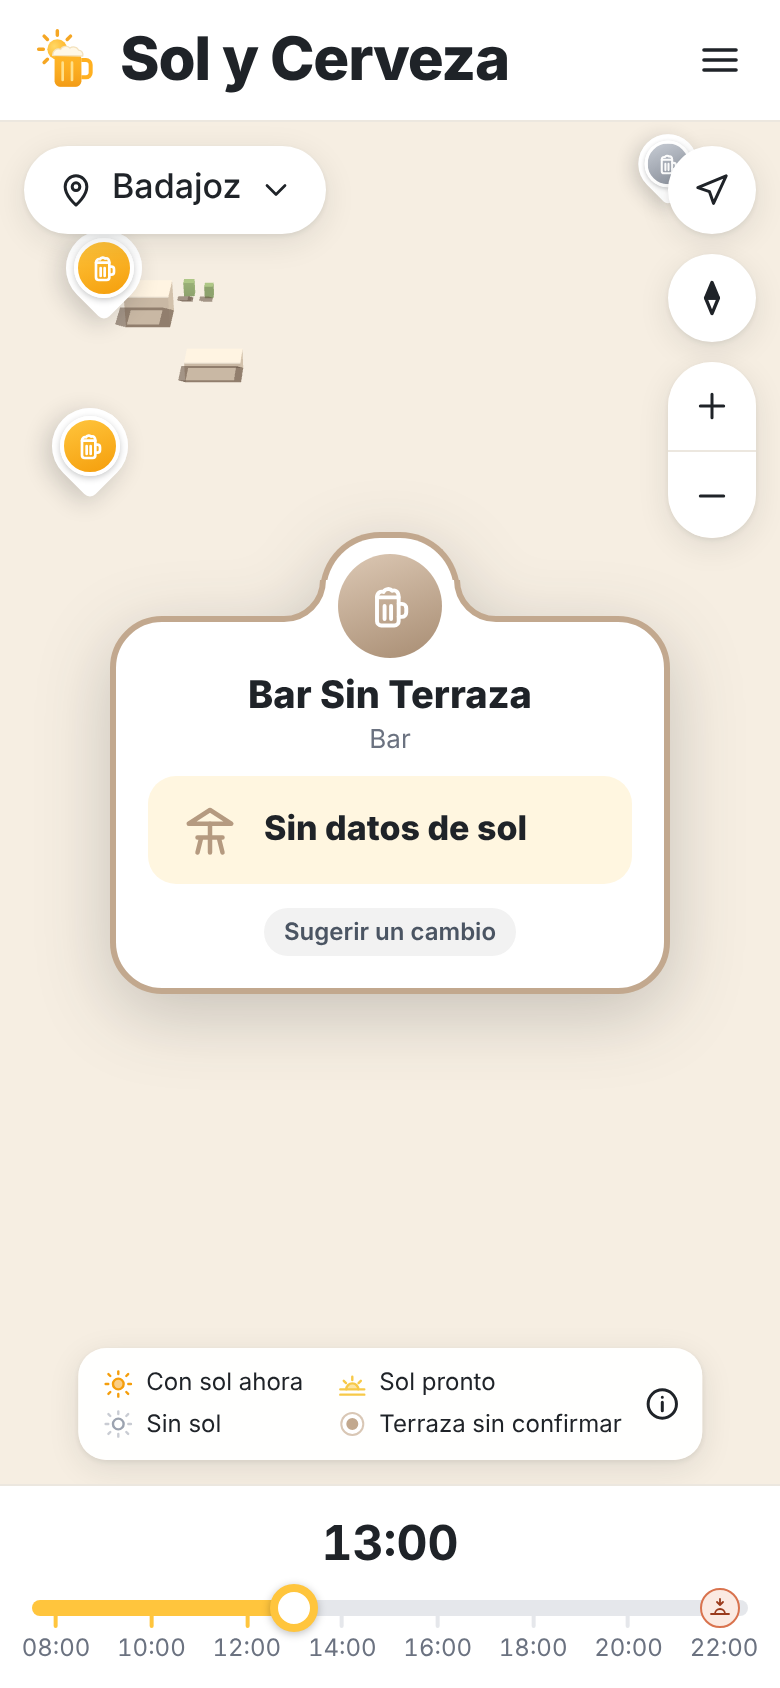 Sol y Cerveza
Badajoz
Bar Sin Terraza
Bar
Sin datos de sol
Sugerir un cambio
Con sol ahora
Sol pronto
Sin sol
Terraza sin confirmar
13:00
08:00 10:00 12:00 14:00 16:00 18:00 20:00 22:00